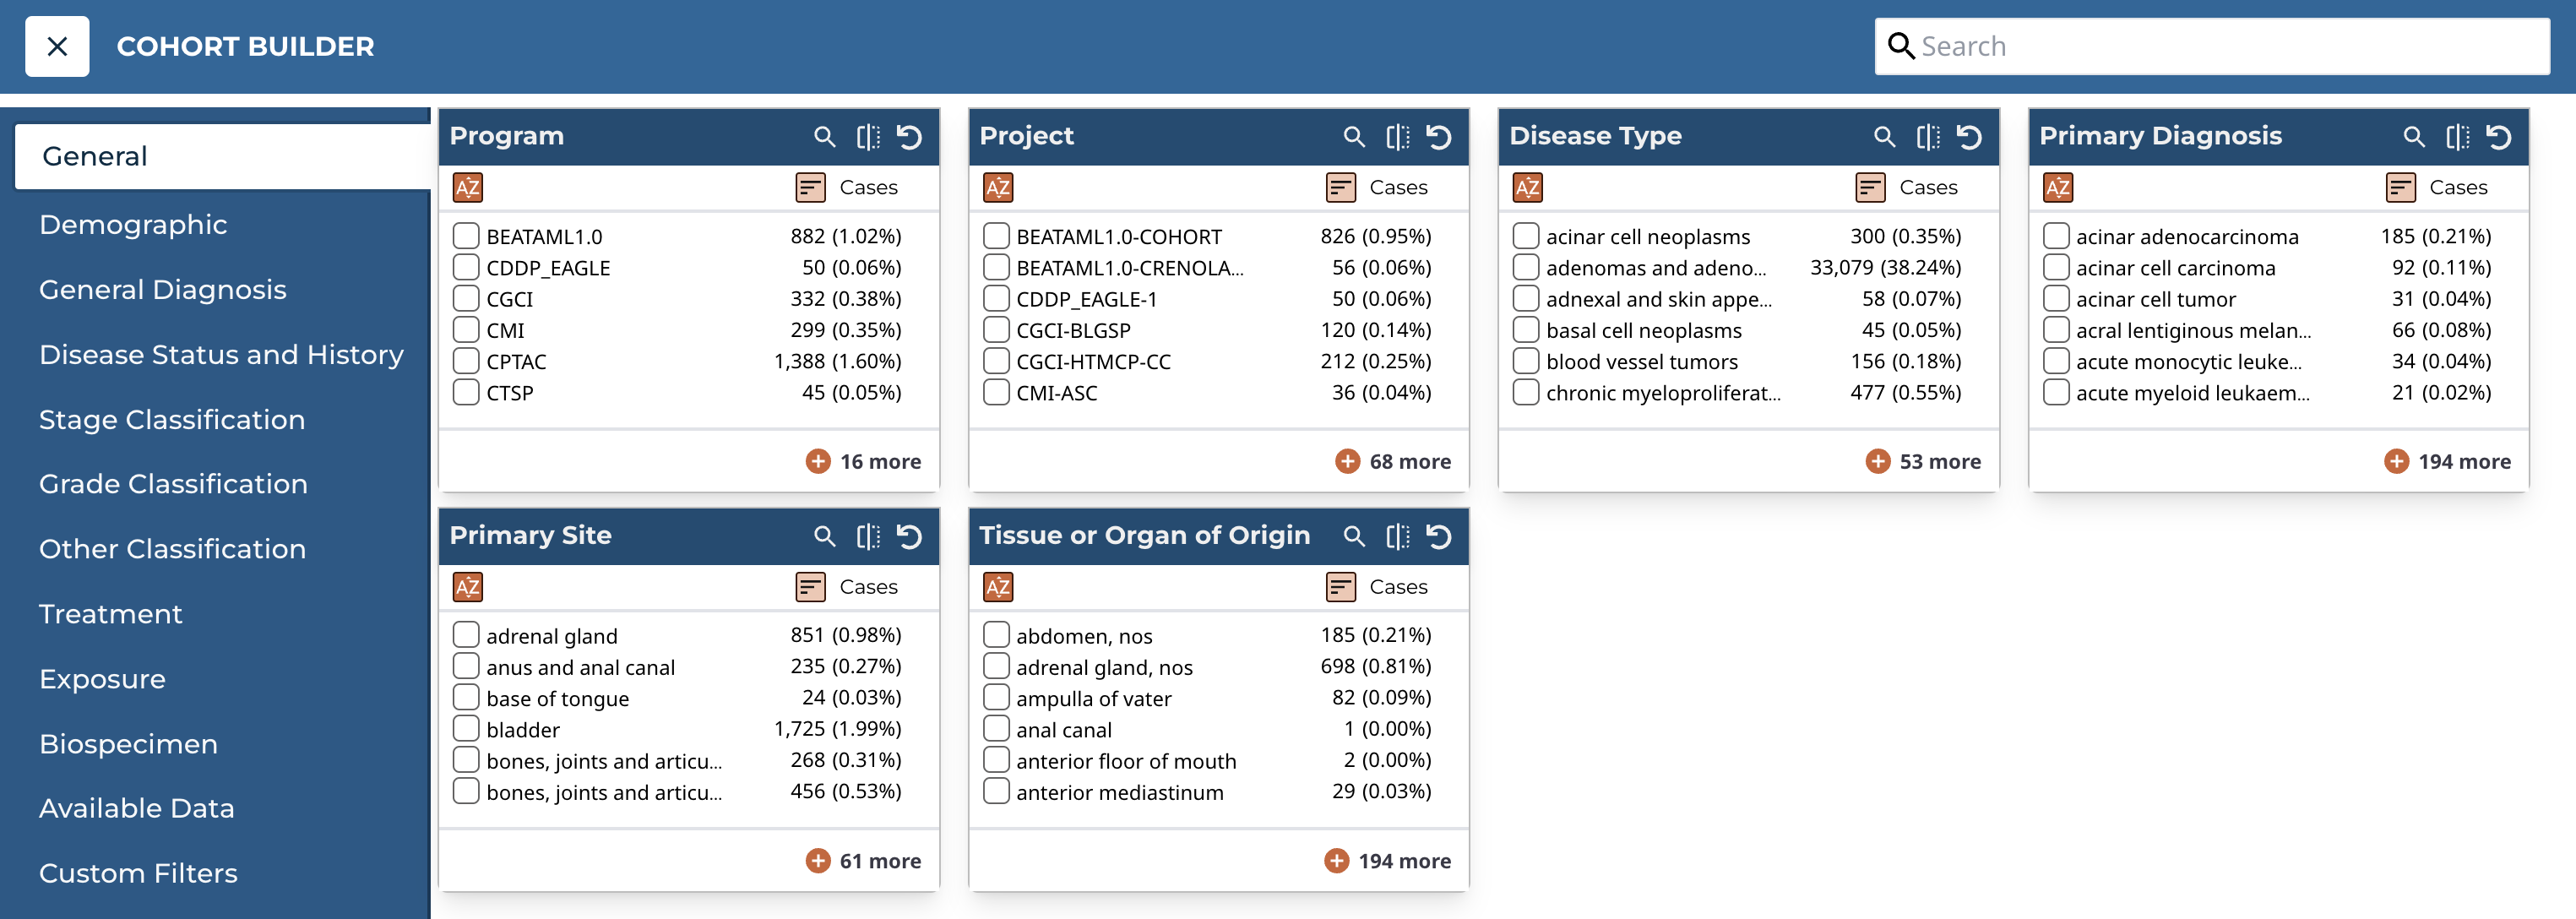 COHORT BUILDER
Search
General
Demographic
General Diagnosis
Disease Status and History
Stage Classification
Grade Classification
Other Classification
Treatment
Exposure
Biospecimen
Available Data
Custom Filters
Program
AZ Cases
BEATAML1.0 882 (1.02%)
CDDP_EAGLE 50 (0.06%)
CGCI 332 (0.38%)
CMI 299 (0.35%)
CPTAC 1,388 (1.60%)
CTSP 45 (0.05%)
16 more
Project
AZ Cases
BEATAML1.0-COHORT 826 (0.95%)
BEATAML1.0-CRENOLA... 56 (0.06%)
CDDP_EAGLE-1 50 (0.06%)
CGCI-BLGSP 120 (0.14%)
CGCI-HTMCP-CC 212 (0.25%)
CMI-ASC 36 (0.04%)
68 more
Disease Type
AZ Cases
acinar cell neoplasms 300 (0.35%)
adenomas and adeno... 33,079 (38.24%)
adnexal and skin appe... 58 (0.07%)
basal cell neoplasms 45 (0.05%)
blood vessel tumors 156 (0.18%)
chronic myeloproliferat... 477 (0.55%)
53 more
Primary Diagnosis
AZ Cases
acinar adenocarcinoma 185 (0.21%)
acinar cell carcinoma 92 (0.11%)
acinar cell tumor 31 (0.04%)
acral lentiginous melan... 66 (0.08%)
acute monocytic leuke... 34 (0.04%)
acute myeloid leukaem... 21 (0.02%)
194 more
Primary Site
AZ Cases
adrenal gland 851 (0.98%)
anus and anal canal 235 (0.27%)
base of tongue 24 (0.03%)
bladder 1,725 (1.99%)
bones, joints and articu... 268 (0.31%)
bones, joints and articu... 456 (0.53%)
61 more
Tissue or Organ of Origin
AZ Cases
abdomen, nos 185 (0.21%)
adrenal gland, nos 698 (0.81%)
ampulla of vater 82 (0.09%)
anal canal 1 (0.00%)
anterior floor of mouth 2 (0.00%)
anterior mediastinum 29 (0.03%)
194 more